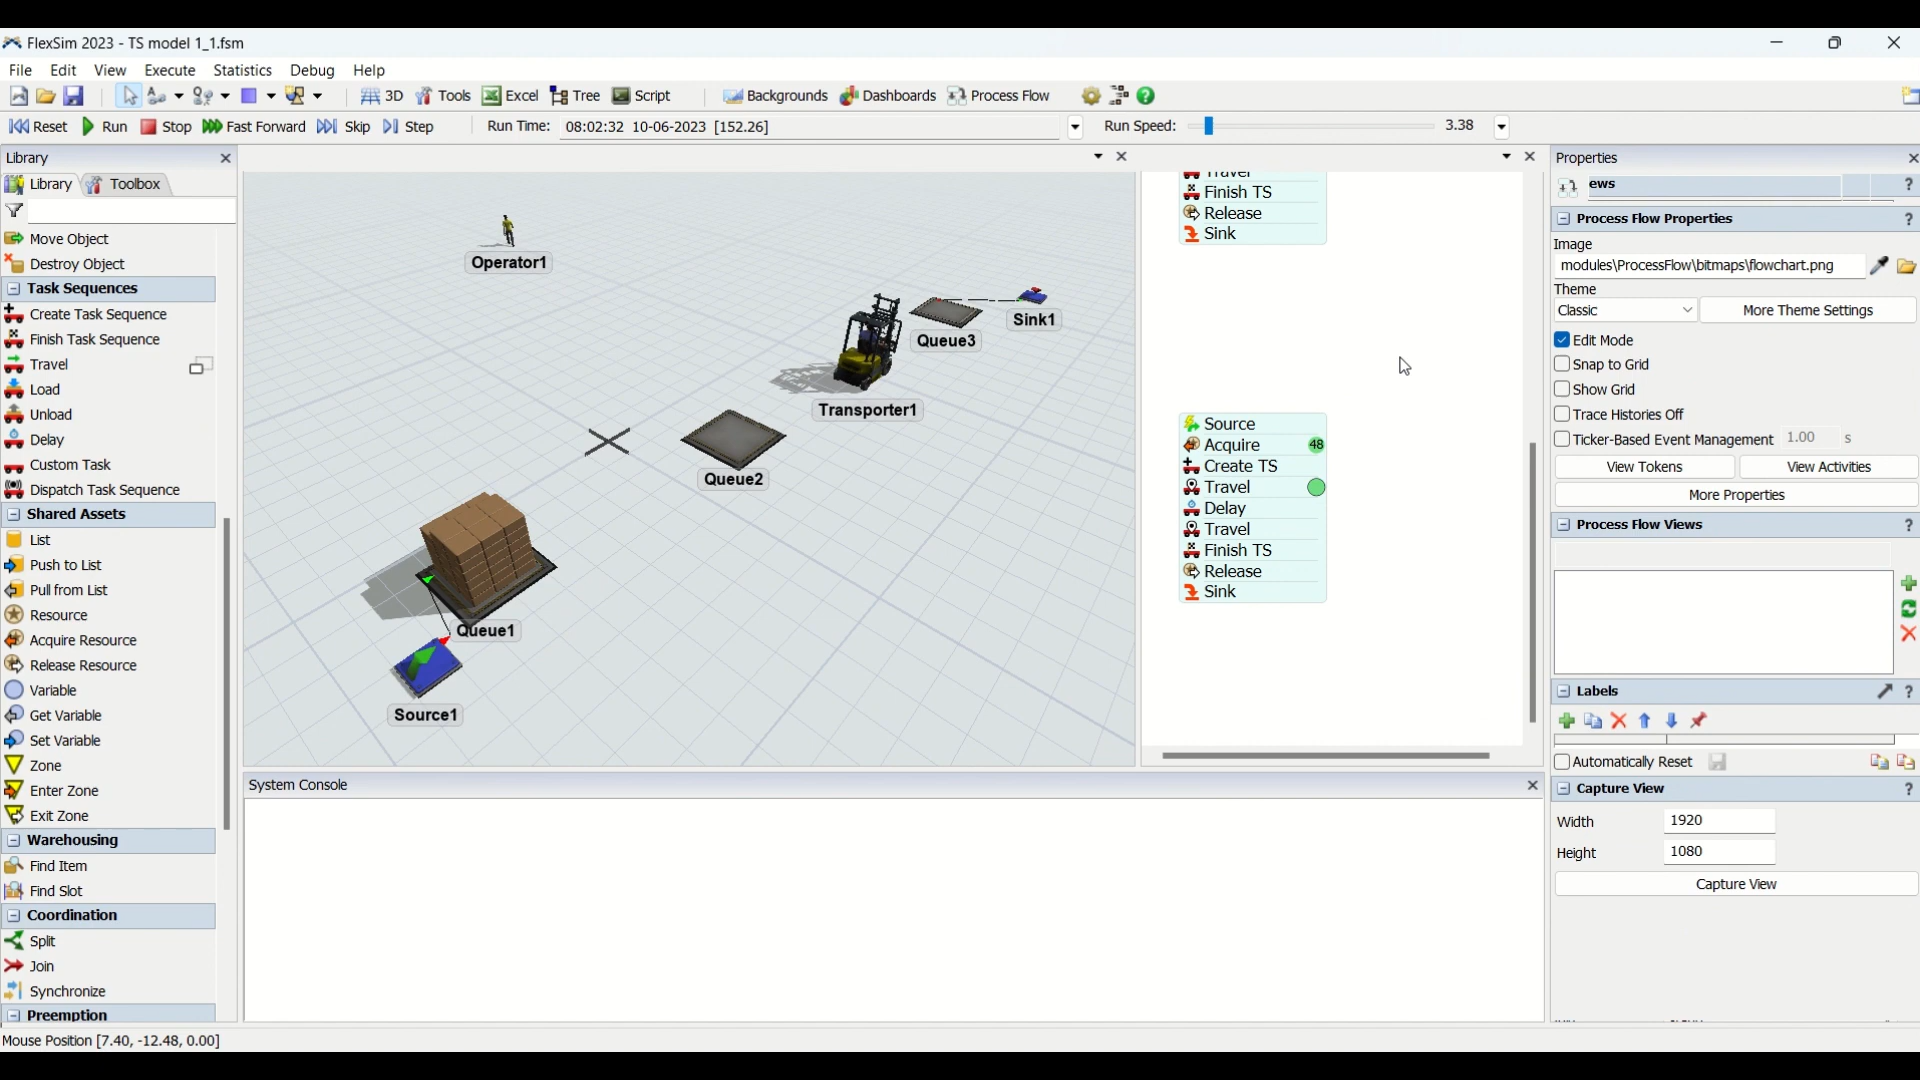 FlexSim 2023 - TS model 1_1.fsm
File Edit View Execute Statistics Debug Help
3D Tools Excel Tree Script Backgrounds Dashboards Process Flow
Reset Run Stop Fast Forward Skip Step Run Time: 08:02:32 10-06-2023 [152.26] Run Speed: 3.38
Library
Library Toolbox
Move Object
Destroy Object
Task Sequences
Create Task Sequence
Finish Task Sequence
Travel
Load
Unload
Delay
Custom Task
Dispatch Task Sequence
Shared Assets
List
Push to List
Pull from List
Resource
Acquire Resource
Release Resource
Variable
Get Variable
Set Variable
Zone
Enter Zone
Exit Zone
Warehousing
Find Item
Find Slot
Coordination
Split
Join
Synchronize
Preemption
Operator1
Sink1
Queue3
Transporter1
Queue2
Queue1
Source1
Travel
Finish TS
Release
Sink
Source
Acquire 48
Create TS
Travel
Delay
Travel
Finish TS
Release
Sink
System Console
Properties
ews ?
Process Flow Properties ?
Image
modules\ProcessFlow\bitmaps\flowchart.png
Theme
Classic More Theme Settings
Edit Mode
Snap to Grid
Show Grid
Trace Histories Off
Ticker-Based Event Management 1.00 s
View Tokens View Activities
More Properties
Process Flow Views ?
Labels ?
Automatically Reset
Capture View ?
Width 1920
Height 1080
Capture View
Mouse Position [7.40, -12.48, 0.00]